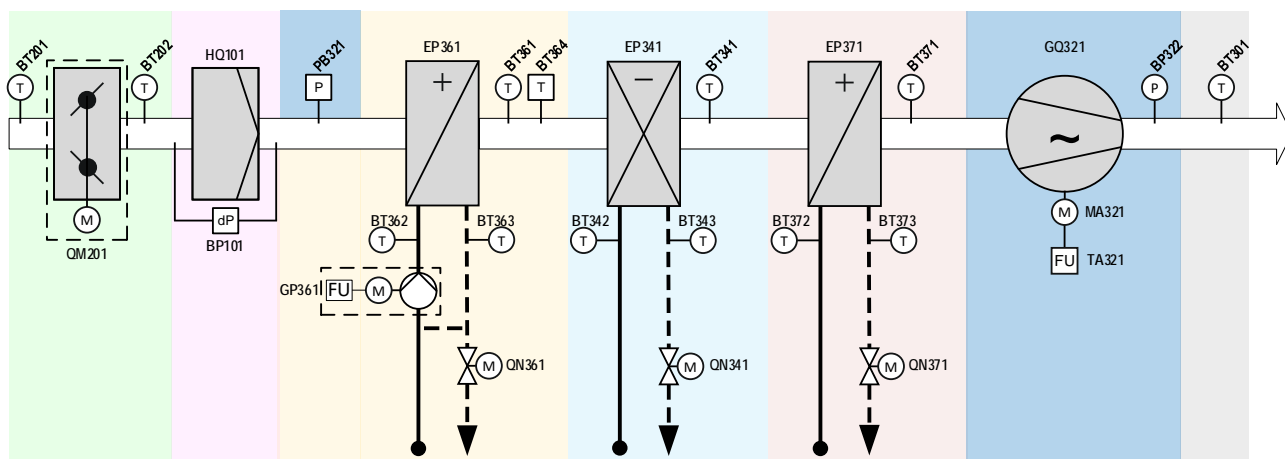 BT201
T
BT202
T
M
QM201
HQ101
dP
BP101
PB321
P
EP361
+
BT361
T
BT364
T
BT362
T
BT363
T
GP361
FU
M
M
QN361
EP341
−
BT341
T
BT342
T
BT343
T
M
QN341
EP371
+
BT371
T
BT372
T
BT373
T
M
QN371
GQ321
~
M
MA321
FU
TA321
BP322
P
BT301
T